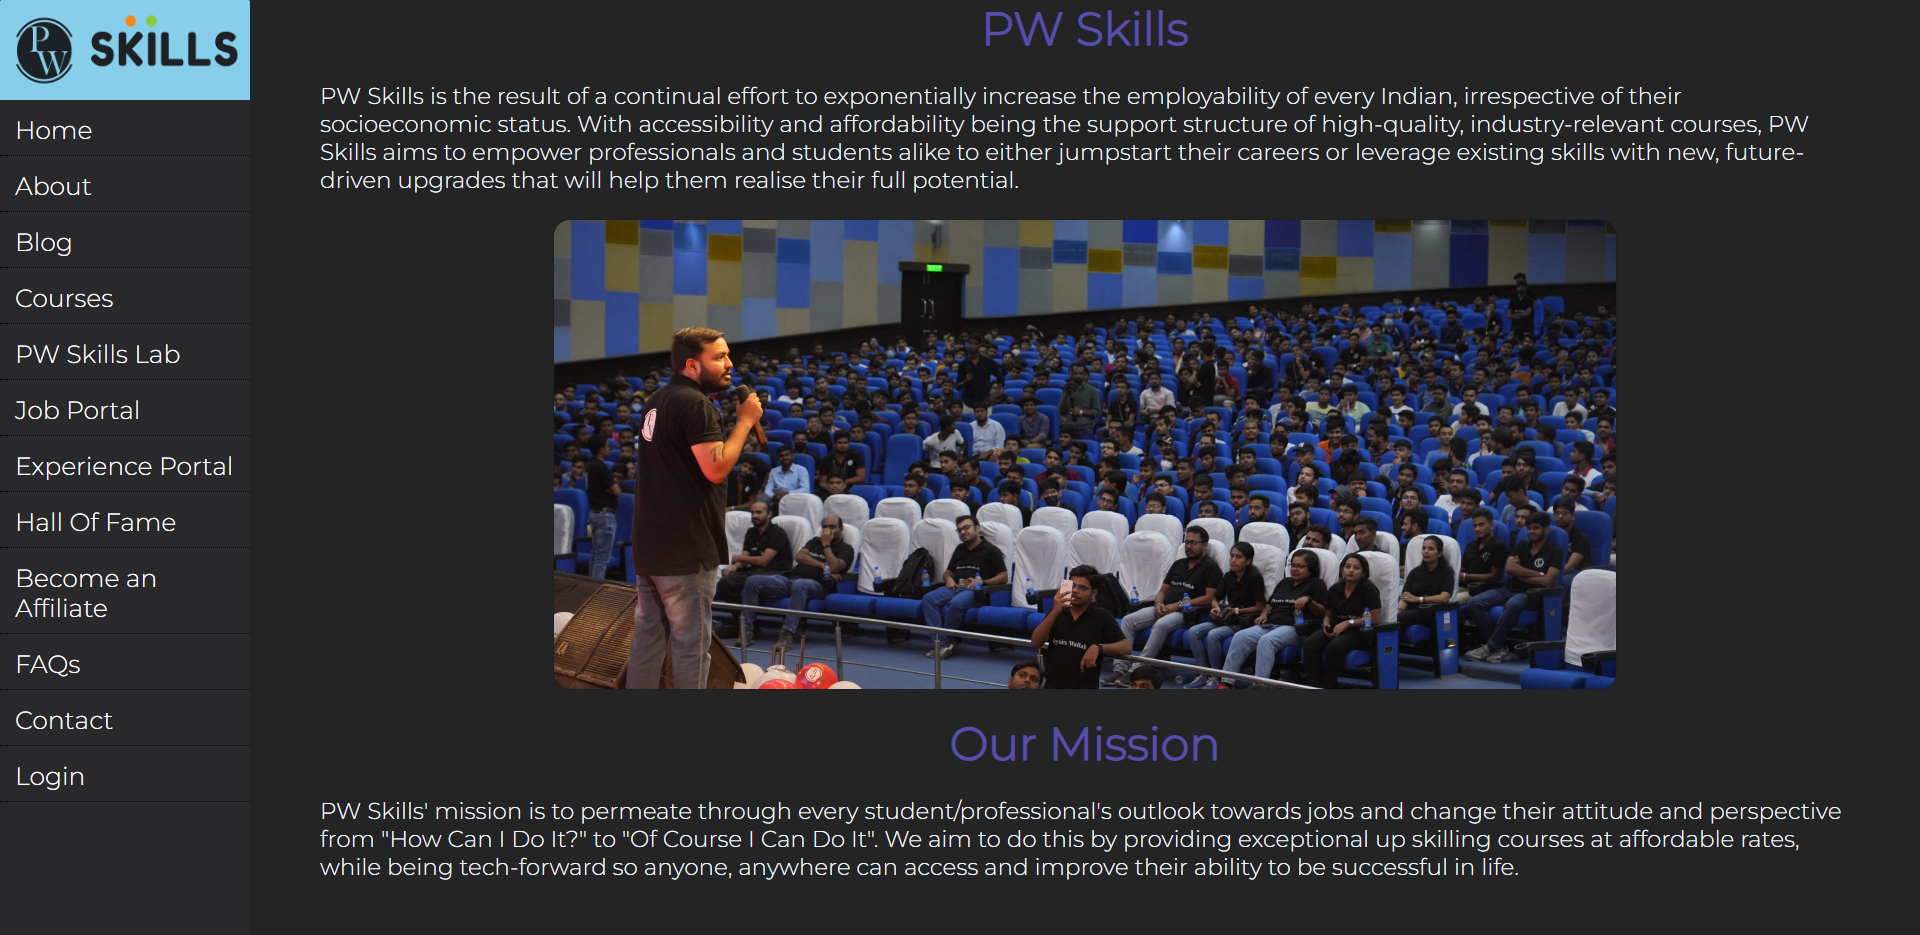 PW SKILLS
Home
About
Blog
Courses
PW Skills Lab
Job Portal
Experience Portal
Hall Of Fame
Become an
Affiliate
FAQs
Contact
Login
PW Skills
PW Skills is the result of a continual effort to exponentially increase the employability of every Indian, irrespective of their
socioeconomic status. With accessibility and affordability being the support structure of high-quality, industry-relevant courses, PW
Skills aims to empower professionals and students alike to either jumpstart their careers or leverage existing skills with new, future-
driven upgrades that will help them realise their full potential.
Our Mission
PW Skills' mission is to permeate through every student/professional's outlook towards jobs and change their attitude and perspective
from "How Can I Do It?" to "Of Course I Can Do It". We aim to do this by providing exceptional up skilling courses at affordable rates,
while being tech-forward so anyone, anywhere can access and improve their ability to be successful in life.